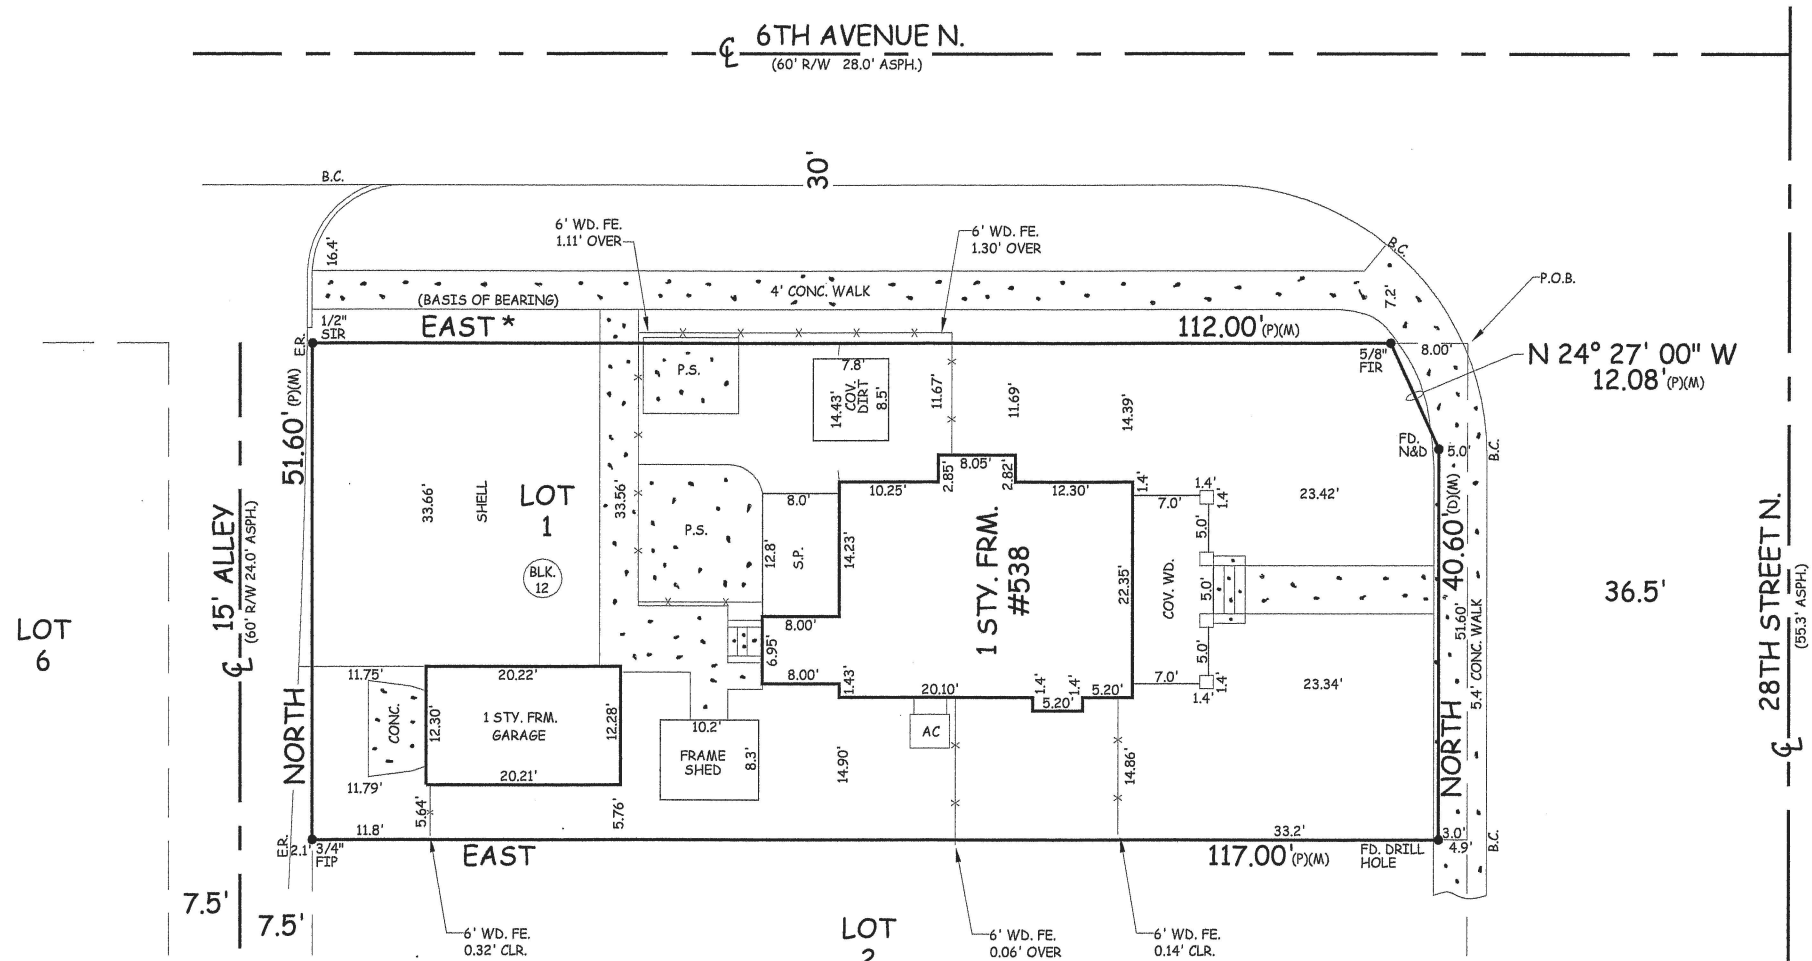 ℄ 6TH AVENUE N.
(60' R/W 28.0' ASPH.)
30'
B.C.
16.4'
6' WD. FE.
1.11' OVER
6' WD. FE.
1.30' OVER
B.C.
7.2'
P.O.B.
4' CONC. WALK
(BASIS OF BEARING)
EAST *
112.00' (P)(M)
1/2"
SIR
E.R.
5/8"
FIR
8.00'
N 24° 27' 00" W
12.08' (P)(M)
P.S.
7.8'
COV.
DIRT
8.5'
14.43'
11.67'
11.69'
14.39'
FD.
N&D
5.0'
B.C.
51.60' (P)(M)
33.66'
SHELL
LOT
1
BLK.
12
33.56'
P.S.
8.0'
12.8'
S.P.
14.23'
10.25'
2.85'
8.05'
2.82'
12.30'
1.4'
7.0'
1.4'
1.4'
5.0'
23.42'
1 STY. FRM.
#538
22.35'
COV. WD.
5.0'
40.60' (D)(M)
51.60'
5.4' CONC. WALK
36.5'
28TH STREET N.
(55.3' ASPH.)
℄
15' ALLEY
(60' R/W 24.0' ASPH.)
℄
LOT
6
8.00'
6.95'
8.00'
1.43'
20.10'
1.4'
1.4'
5.20'
5.20'
5.0'
7.0'
1.4'
1.4'
23.34'
NORTH
11.75'
CONC.
12.30'
20.22'
1 STY. FRM.
GARAGE
12.28'
20.21'
11.79'
10.2'
FRAME
SHED
8.3'
AC
14.90'
14.86'
NORTH
5.64'
5.76'
11.8'
33.2'
3.0'
4.9'
B.C.
E.R.
2.1'
3/4"
FIP
EAST
117.00' (P)(M)
FD. DRILL
HOLE
7.5'
7.5'
6' WD. FE.
0.32' CLR.
LOT
2
6' WD. FE.
0.06' OVER
6' WD. FE.
0.14' CLR.